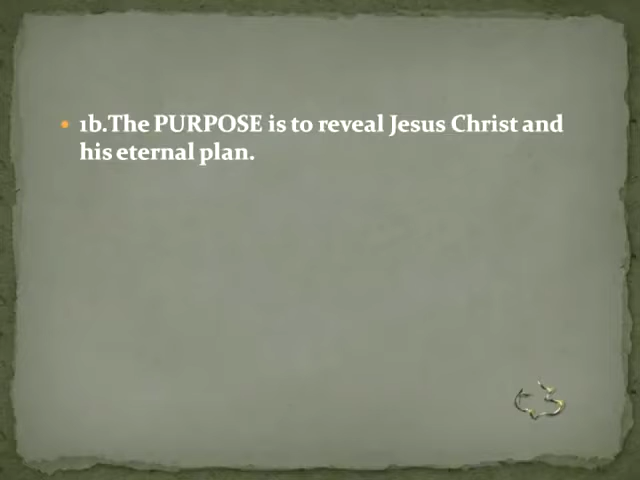 • 1b.The PURPOSE is to reveal Jesus Christ and
his eternal plan.